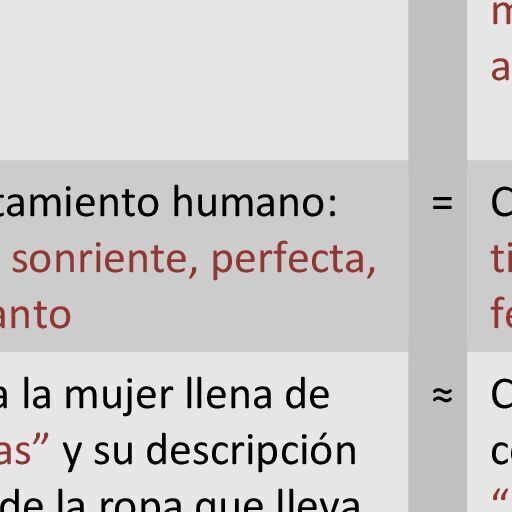 tamiento humano:
sonriente, perfecta,
anto
=
a la mujer llena de
as” y su descripción
de la ropa que lleva
≈
m
a
C
ti
fe
C
c
“